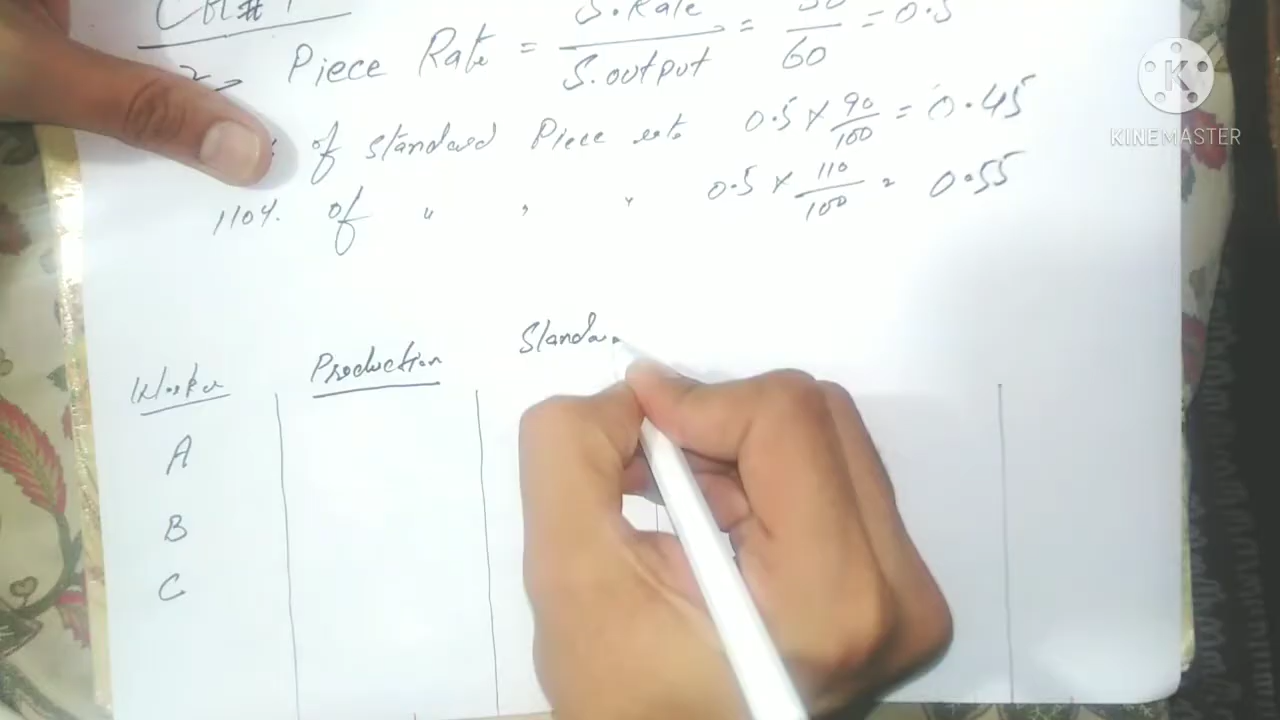 Piece Rate = S.Rate / S.output = 30 / 60 = 0.5
of standard Piece rate 0.5 × 90/100 = 0.45
110%. of " " " 0.5 × 110/100 = 0.55
Worker Production Standa
A
B
C
K
KINEMASTER